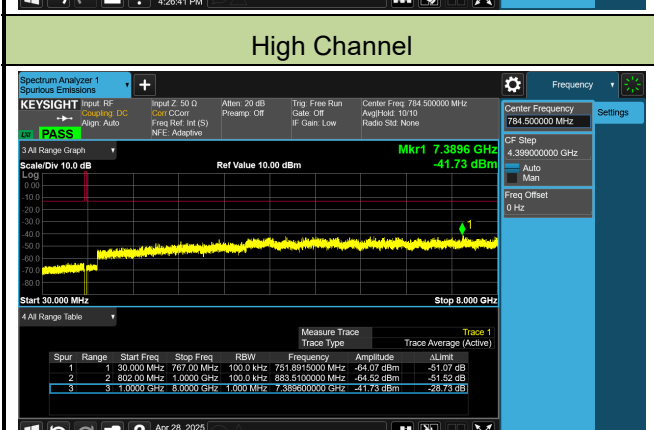 4:26:41 PM
High Channel
Spectrum Analyzer 1
Spurious Emissions
Frequency
KEYSIGHT Input: RF Input Z: 50 Ω Atten: 20 dB Trig: Free Run Center Freq: 784.500000 MHz
Coupling: DC Corr CCorr Preamp: Off Gate: Off Avg|Hold: 10/10
Align: Auto Freq Ref: Int (S) IF Gain: Low Radio Std: None
NFE: Adaptive
LXI PASS
Center Frequency
784.500000 MHz
Settings
CF Step
4.399000000 GHz
Auto
Man
Freq Offset
0 Hz
3 All Range Graph
Mkr1 7.3896 GHz
Scale/Div 10.0 dB Ref Value 10.00 dBm -41.73 dBm
Log
0.00
-10.0
-20.0
-30.0
-40.0
-50.0
-60.0
-70.0
-80.0
1
Start 30.000 MHz Stop 8.000 GHz
4 All Range Table
Measure Trace Trace 1
Trace Type Trace Average (Active)
Spur Range Start Freq Stop Freq RBW Frequency Amplitude ΔLimit
1 1 30.000 MHz 767.00 MHz 100.0 kHz 751.8915000 MHz -64.07 dBm -51.07 dB
2 2 802.00 MHz 1.0000 GHz 100.0 kHz 883.5100000 MHz -64.52 dBm -51.52 dB
3 3 1.0000 GHz 8.0000 GHz 1.000 MHz 7.389600000 GHz -41.73 dBm -28.73 dB
Apr 28, 2025